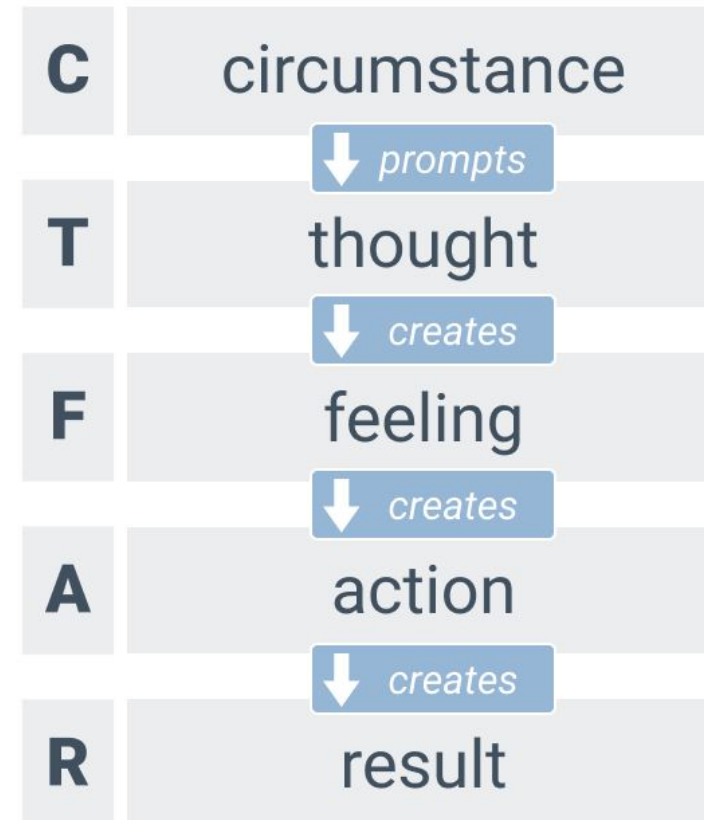 C circumstance
prompts
T thought
creates
F feeling
creates
A action
creates
R result